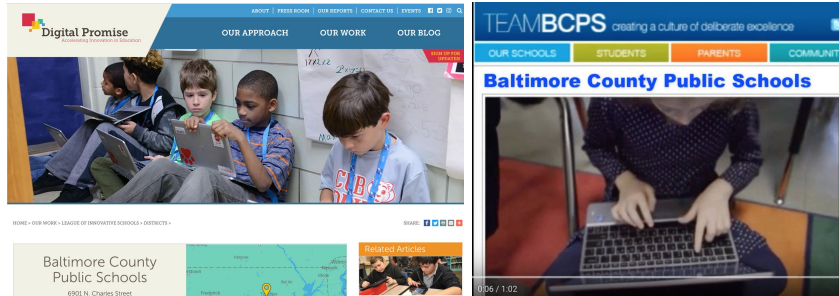 ABOUT | PRESS ROOM | OUR REPORTS | CONTACT US | EVENTS
Digital Promise
Accelerating Innovation in Education
OUR APPROACH OUR WORK OUR BLOG
SIGN UP FOR
UPDATES
HOME > OUR WORK > LEAGUE OF INNOVATIVE SCHOOLS > DISTRICTS >
SHARE:
Baltimore County
Public Schools
6901 N. Charles Street
Frederick
Related Articles
TEAMBCPS creating a culture of deliberate excellence
OUR SCHOOLS STUDENTS PARENTS COMMUNIT
Baltimore County Public Schools
0:06 / 1:02